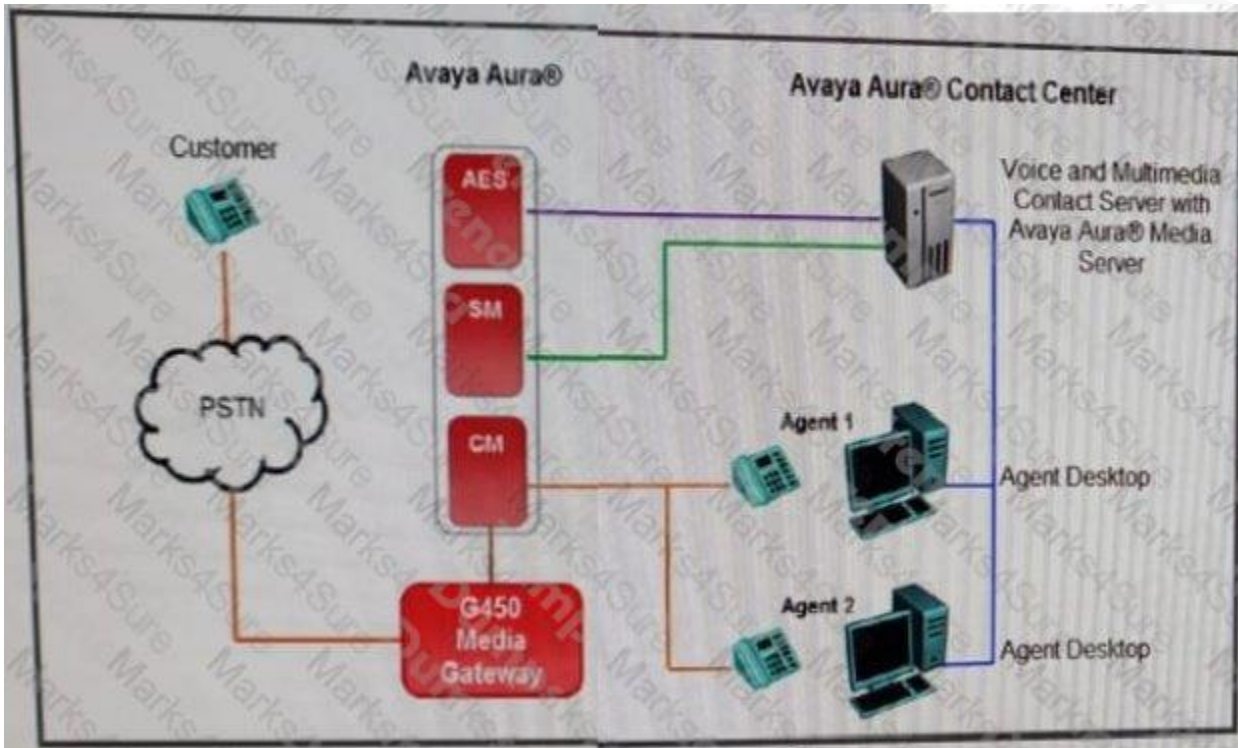 Avaya Aura®
Avaya Aura® Contact Center
Customer
AES
Voice and Multimedia
Contact Server with
Avaya Aura® Media
Server
SM
PSTN
CM
Agent 1
Agent Desktop
G450
Media
Gateway
Agent 2
Agent Desktop
Marks4Sure